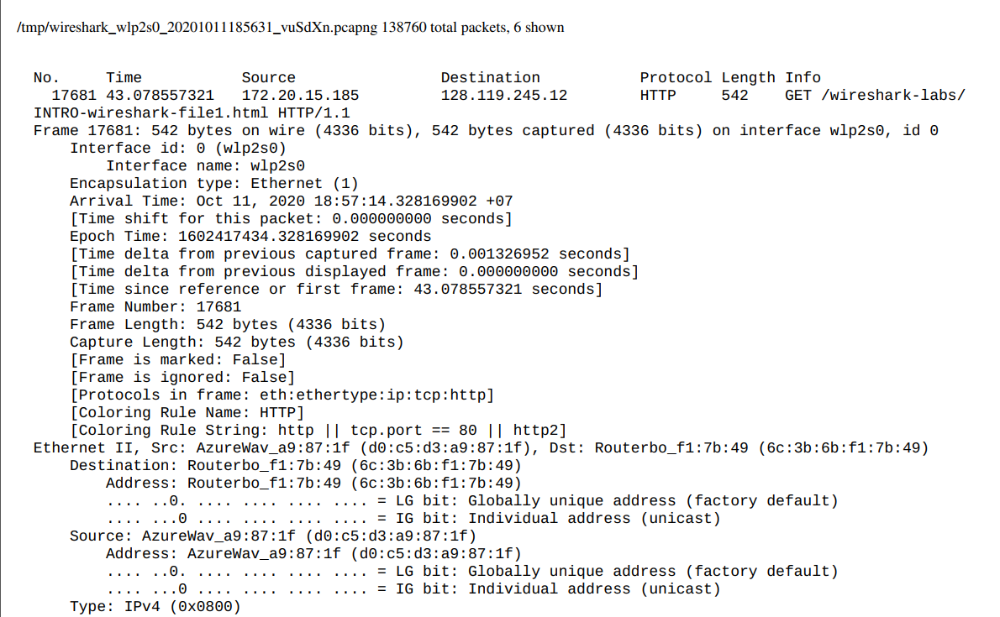 /tmp/wireshark_wlp2s0_20201011185631_vuSdXn.pcapng 138760 total packets, 6 shown
No.     Time           Source                Destination           Protocol Length Info
  17681 43.078557321   172.20.15.185         128.119.245.12        HTTP     542    GET /wireshark-labs/
INTRO-wireshark-file1.html HTTP/1.1
Frame 17681: 542 bytes on wire (4336 bits), 542 bytes captured (4336 bits) on interface wlp2s0, id 0
    Interface id: 0 (wlp2s0)
        Interface name: wlp2s0
    Encapsulation type: Ethernet (1)
    Arrival Time: Oct 11, 2020 18:57:14.328169902 +07
    [Time shift for this packet: 0.000000000 seconds]
    Epoch Time: 1602417434.328169902 seconds
    [Time delta from previous captured frame: 0.001326952 seconds]
    [Time delta from previous displayed frame: 0.000000000 seconds]
    [Time since reference or first frame: 43.078557321 seconds]
    Frame Number: 17681
    Frame Length: 542 bytes (4336 bits)
    Capture Length: 542 bytes (4336 bits)
    [Frame is marked: False]
    [Frame is ignored: False]
    [Protocols in frame: eth:ethertype:ip:tcp:http]
    [Coloring Rule Name: HTTP]
    [Coloring Rule String: http || tcp.port == 80 || http2]
Ethernet II, Src: AzureWav_a9:87:1f (d0:c5:d3:a9:87:1f), Dst: Routerbo_f1:7b:49 (6c:3b:6b:f1:7b:49)
    Destination: Routerbo_f1:7b:49 (6c:3b:6b:f1:7b:49)
        Address: Routerbo_f1:7b:49 (6c:3b:6b:f1:7b:49)
        .... ..0. .... .... .... .... = LG bit: Globally unique address (factory default)
        .... ...0 .... .... .... .... = IG bit: Individual address (unicast)
    Source: AzureWav_a9:87:1f (d0:c5:d3:a9:87:1f)
        Address: AzureWav_a9:87:1f (d0:c5:d3:a9:87:1f)
        .... ..0. .... .... .... .... = LG bit: Globally unique address (factory default)
        .... ...0 .... .... .... .... = IG bit: Individual address (unicast)
    Type: IPv4 (0x0800)